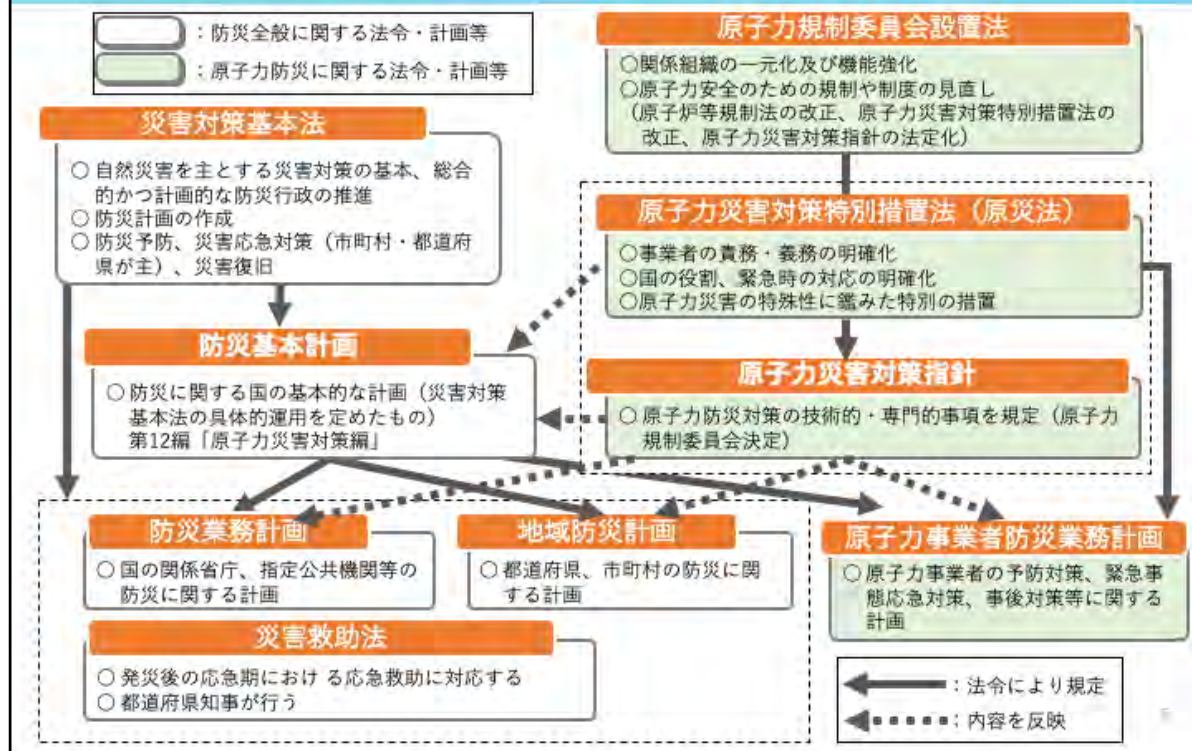 ：防災全般に関する法令・計画等
：原子力防災に関する法令・計画等
原子力規制委員会設置法
○関係組織の一元化及び機能強化
○原子力安全のための規制や制度の見直し
（原子炉等規制法の改正、原子力災害対策特別措置法の
改正、原子力災害対策指針の法定化）
災害対策基本法
○ 自然災害を主とする災害対策の基本、総合
的かつ計画的な防災行政の推進
○ 防災計画の作成
○ 防災予防、災害応急対策（市町村・都道府
県が主）、災害復旧
原子力災害対策特別措置法（原災法）
○事業者の責務・義務の明確化
○国の役割、緊急時の対応の明確化
○原子力災害の特殊性に鑑みた特別の措置
防災基本計画
○ 防災に関する国の基本的な計画（災害対策
基本法の具体的運用を定めたもの）
第12編「原子力災害対策編」
原子力災害対策指針
○ 原子力防災対策の技術的・専門的事項を規定（原子力
規制委員会決定）
防災業務計画
○ 国の関係省庁、指定公共機関等の
防災に関する計画
地域防災計画
○ 都道府県、市町村の防災に関
する計画
原子力事業者防災業務計画
○ 原子力事業者の予防対策、緊急事
態応急対策、事後対策等に関する
計画
災害救助法
○ 発災後の応急期におけ る応急救助に対応する
○ 都道府県知事が行う
：法令により規定
：内容を反映